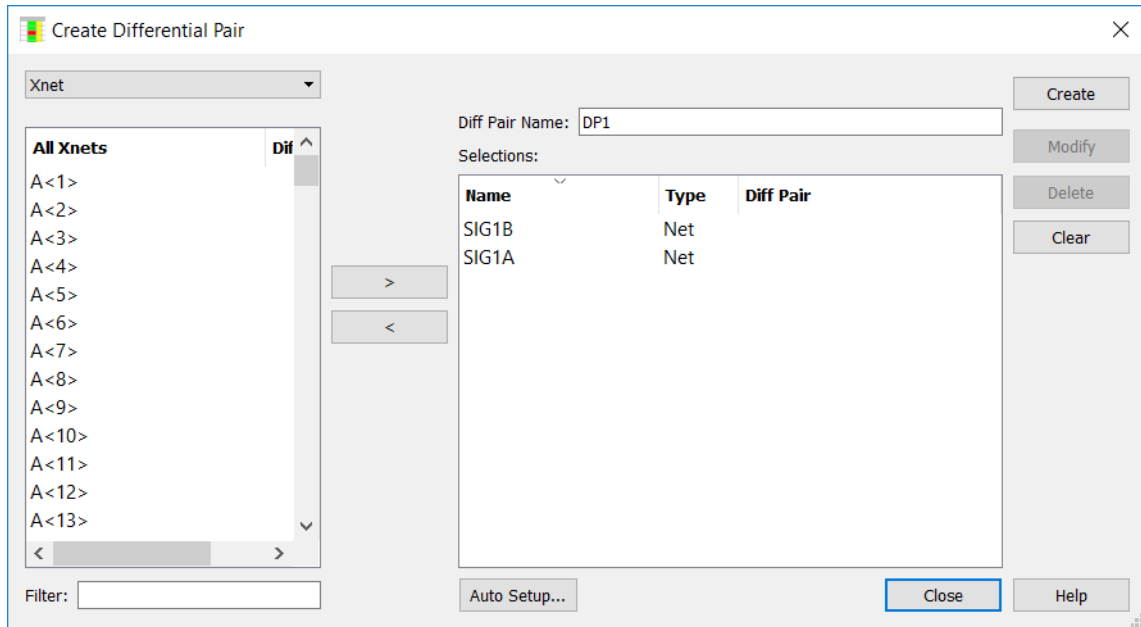 Create Differential Pair
Xnet
All Xnets Dif
A<1>
A<2>
A<3>
A<4>
A<5>
A<6>
A<7>
A<8>
A<9>
A<10>
A<11>
A<12>
A<13>
Filter:
>
<
Diff Pair Name: DP1
Selections:
Name Type Diff Pair
SIG1B Net
SIG1A Net
Auto Setup...
Close
Create
Modify
Delete
Clear
Help